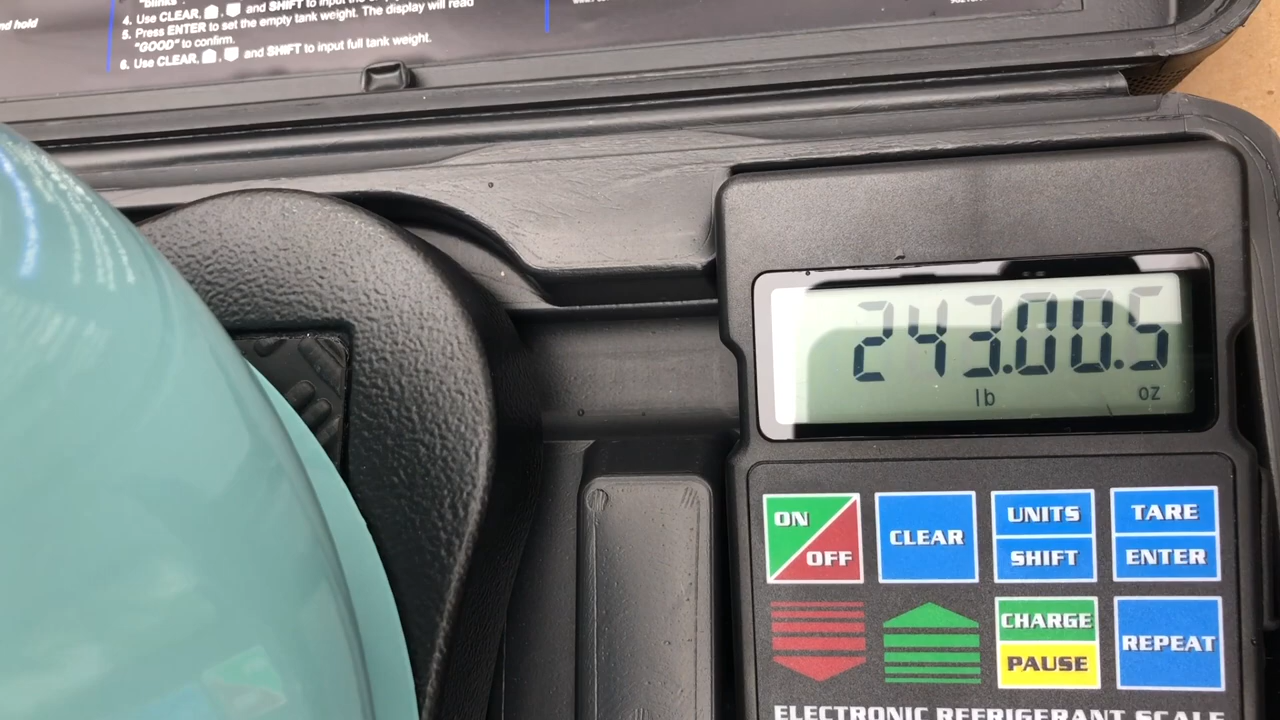 nd hold
"blinks".
4. Use CLEAR, , and SHIFT to input the
5. Press ENTER to set the empty tank weight. The display will read
"GOOD" to confirm.
6. Use CLEAR, , and SHIFT to input full tank weight.
243.00.5
lb oz
ON
OFF
CLEAR
UNITS
SHIFT
TARE
ENTER
CHARGE
PAUSE
REPEAT
ELECTRONIC REFRIGERANT SCALE